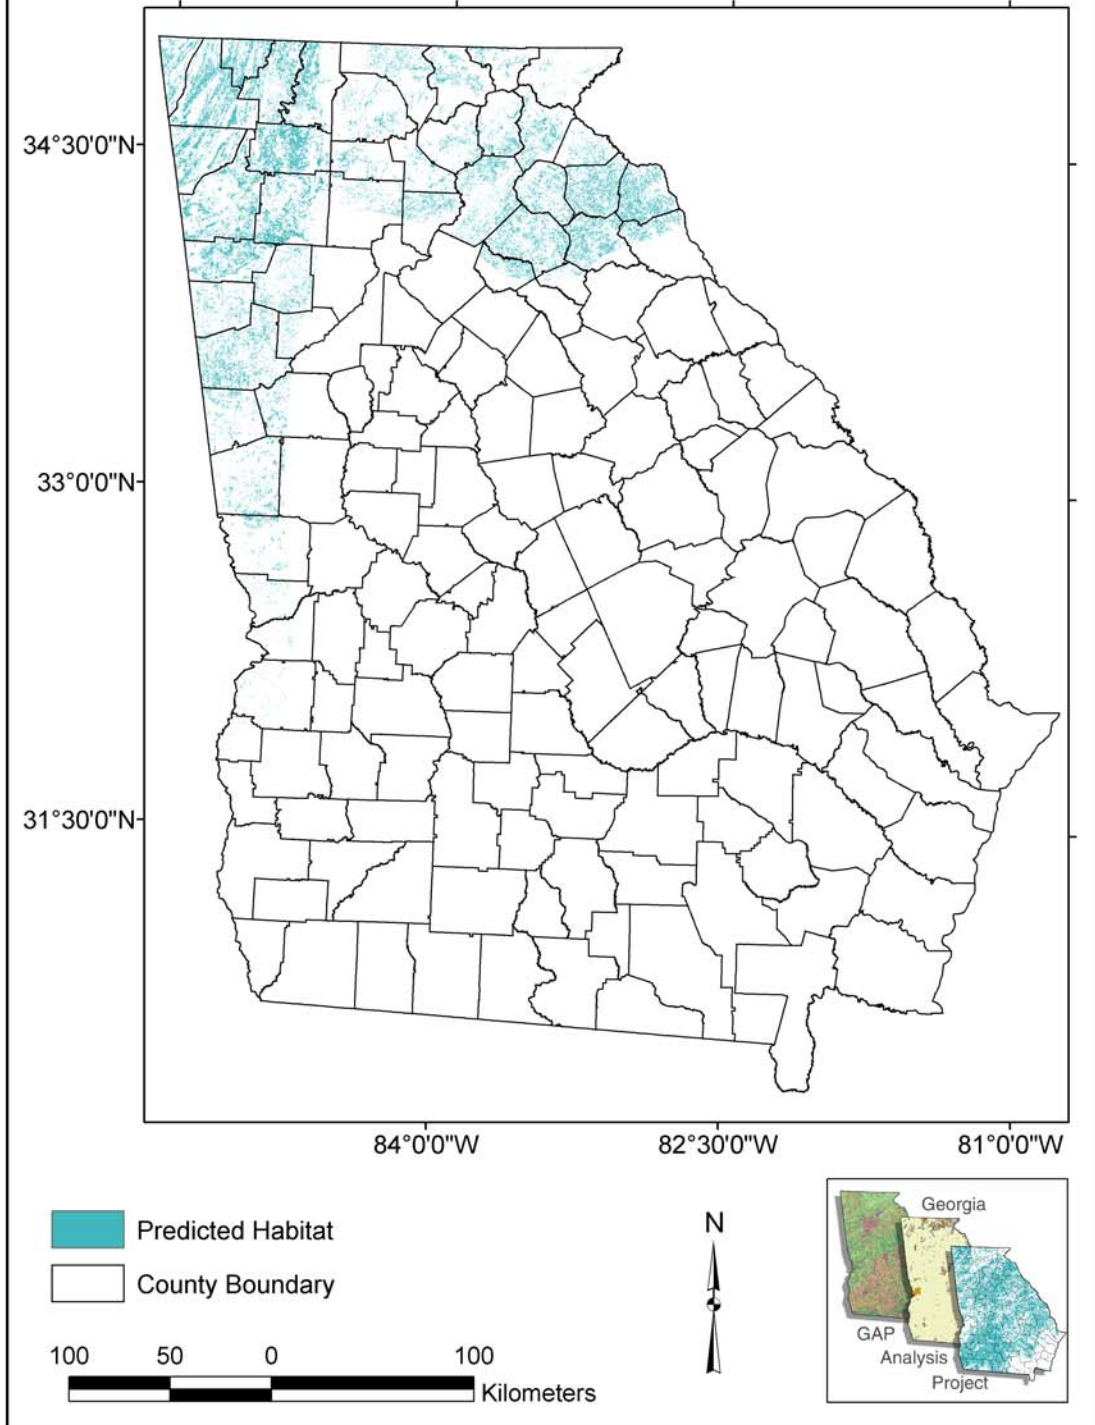 34°30'0"N
33°0'0"N
31°30'0"N
84°0'0"W 82°30'0"W 81°0'0"W
Predicted Habitat
County Boundary
100 50 0 100
Kilometers
N
Georgia
GAP
Analysis
Project